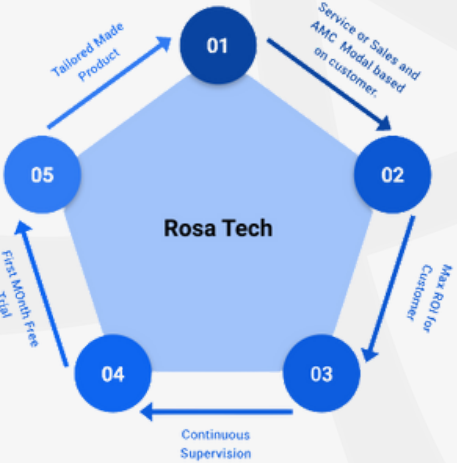 01
Service or Sales and
AMC Modal based
on customer.
02
Max ROI for
Customer
03
Continuous
Supervision
04
First MOnth Free
Trial
05
Tailored Made
Product
Rosa Tech